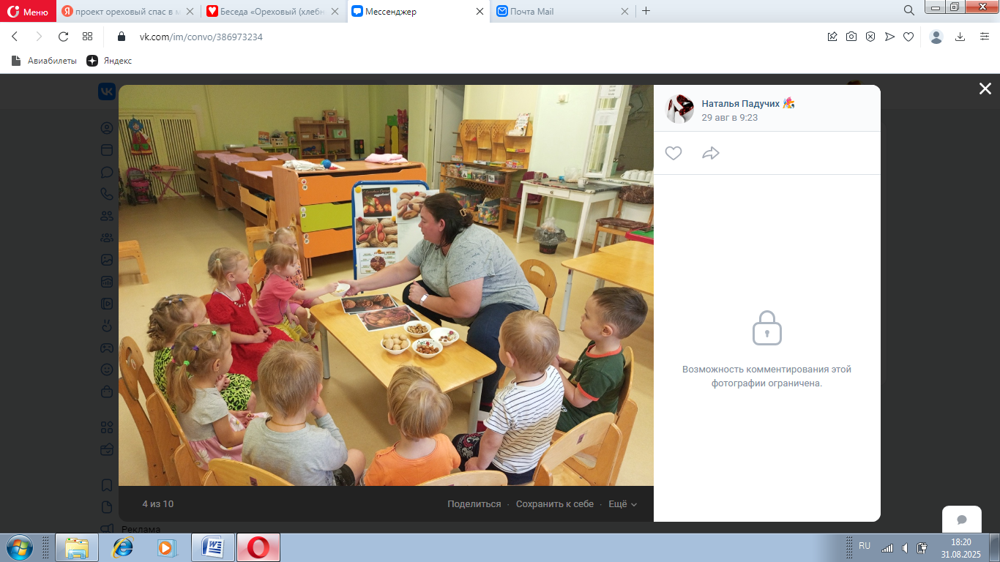 Меню
проект ореховый спас в м
Беседа «Ореховый (хлебн
Мессенджер
Почта Mail
vk.com/im/convo/386973234
Авиабилеты
Яндекс
Наталья Падучих
29 авг в 9:23
Возможность комментирования этой
фотографии ограничена.
4 из 10
Поделиться · Сохранить к себе · Ещё
Реклама
RU
18:20
31.08.2025